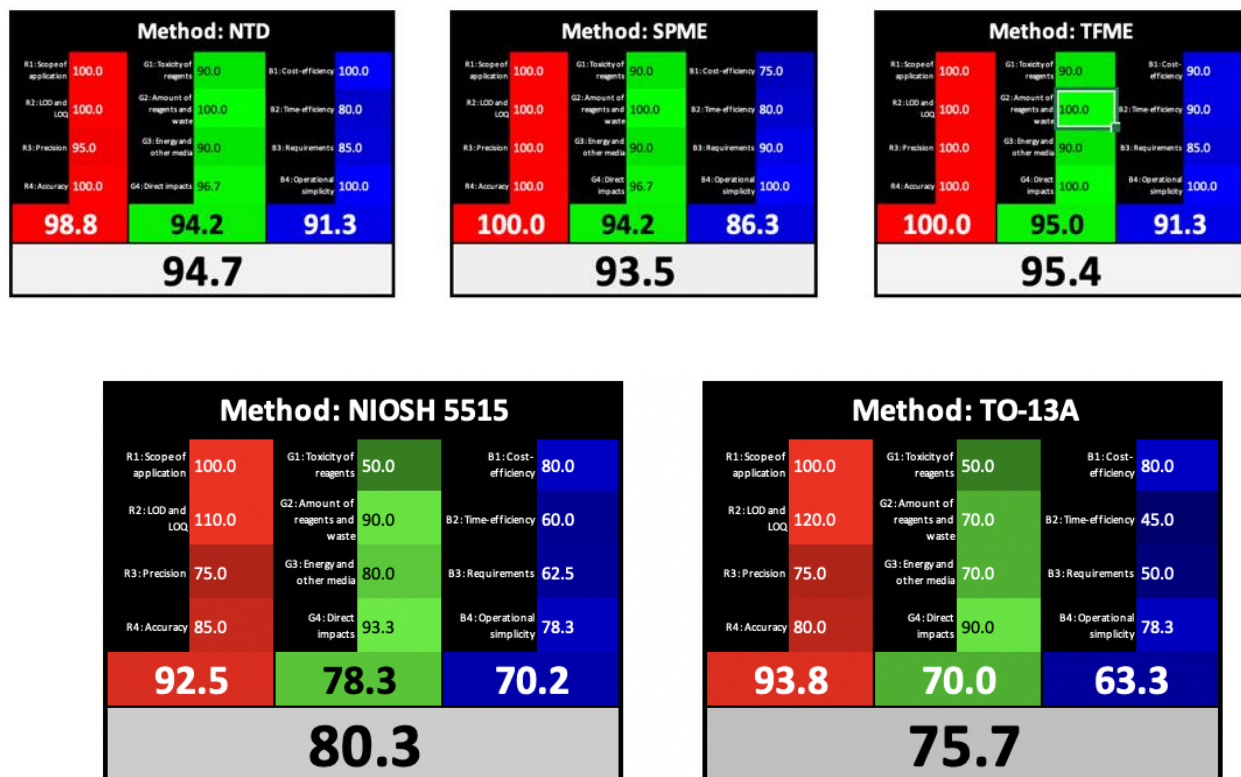 Method: NTD
R1: Scope of application 100.0 G1: Toxicity of reagents 90.0 B1: Cost-efficiency 100.0
R2: LOD and LOQ 100.0 G2: Amount of reagents and waste 100.0 B2: Time-efficiency 80.0
R3: Precision 95.0 G3: Energy and other media 90.0 B3: Requirements 85.0
R4: Accuracy 100.0 G4: Direct impacts 96.7 B4: Operational simplicity 100.0
98.8 94.2 91.3
94.7
Method: SPME
R1: Scope of application 100.0 G1: Toxicity of reagents 90.0 B1: Cost-efficiency 75.0
R2: LOD and LOQ 100.0 G2: Amount of reagents and waste 100.0 B2: Time-efficiency 80.0
R3: Precision 100.0 G3: Energy and other media 90.0 B3: Requirements 90.0
R4: Accuracy 100.0 G4: Direct impacts 96.7 B4: Operational simplicity 100.0
100.0 94.2 86.3
93.5
Method: TFME
R1: Scope of application 100.0 G1: Toxicity of reagents 90.0 B1: Cost-efficiency 90.0
R2: LOD and LOQ 100.0 G2: Amount of reagents and waste 100.0 B2: Time-efficiency 90.0
R3: Precision 100.0 G3: Energy and other media 90.0 B3: Requirements 85.0
R4: Accuracy 100.0 G4: Direct impacts 100.0 B4: Operational simplicity 100.0
100.0 95.0 91.3
95.4
Method: NIOSH 5515
R1: Scope of application 100.0 G1: Toxicity of reagents 50.0 B1: Cost-efficiency 80.0
R2: LOD and LOQ 110.0 G2: Amount of reagents and waste 90.0 B2: Time-efficiency 60.0
R3: Precision 75.0 G3: Energy and other media 80.0 B3: Requirements 62.5
R4: Accuracy 85.0 G4: Direct impacts 93.3 B4: Operational simplicity 78.3
92.5 78.3 70.2
80.3
Method: TO-13A
R1: Scope of application 100.0 G1: Toxicity of reagents 50.0 B1: Cost-efficiency 80.0
R2: LOD and LOQ 120.0 G2: Amount of reagents and waste 70.0 B2: Time-efficiency 45.0
R3: Precision 75.0 G3: Energy and other media 70.0 B3: Requirements 50.0
R4: Accuracy 80.0 G4: Direct impacts 90.0 B4: Operational simplicity 78.3
93.8 70.0 63.3
75.7